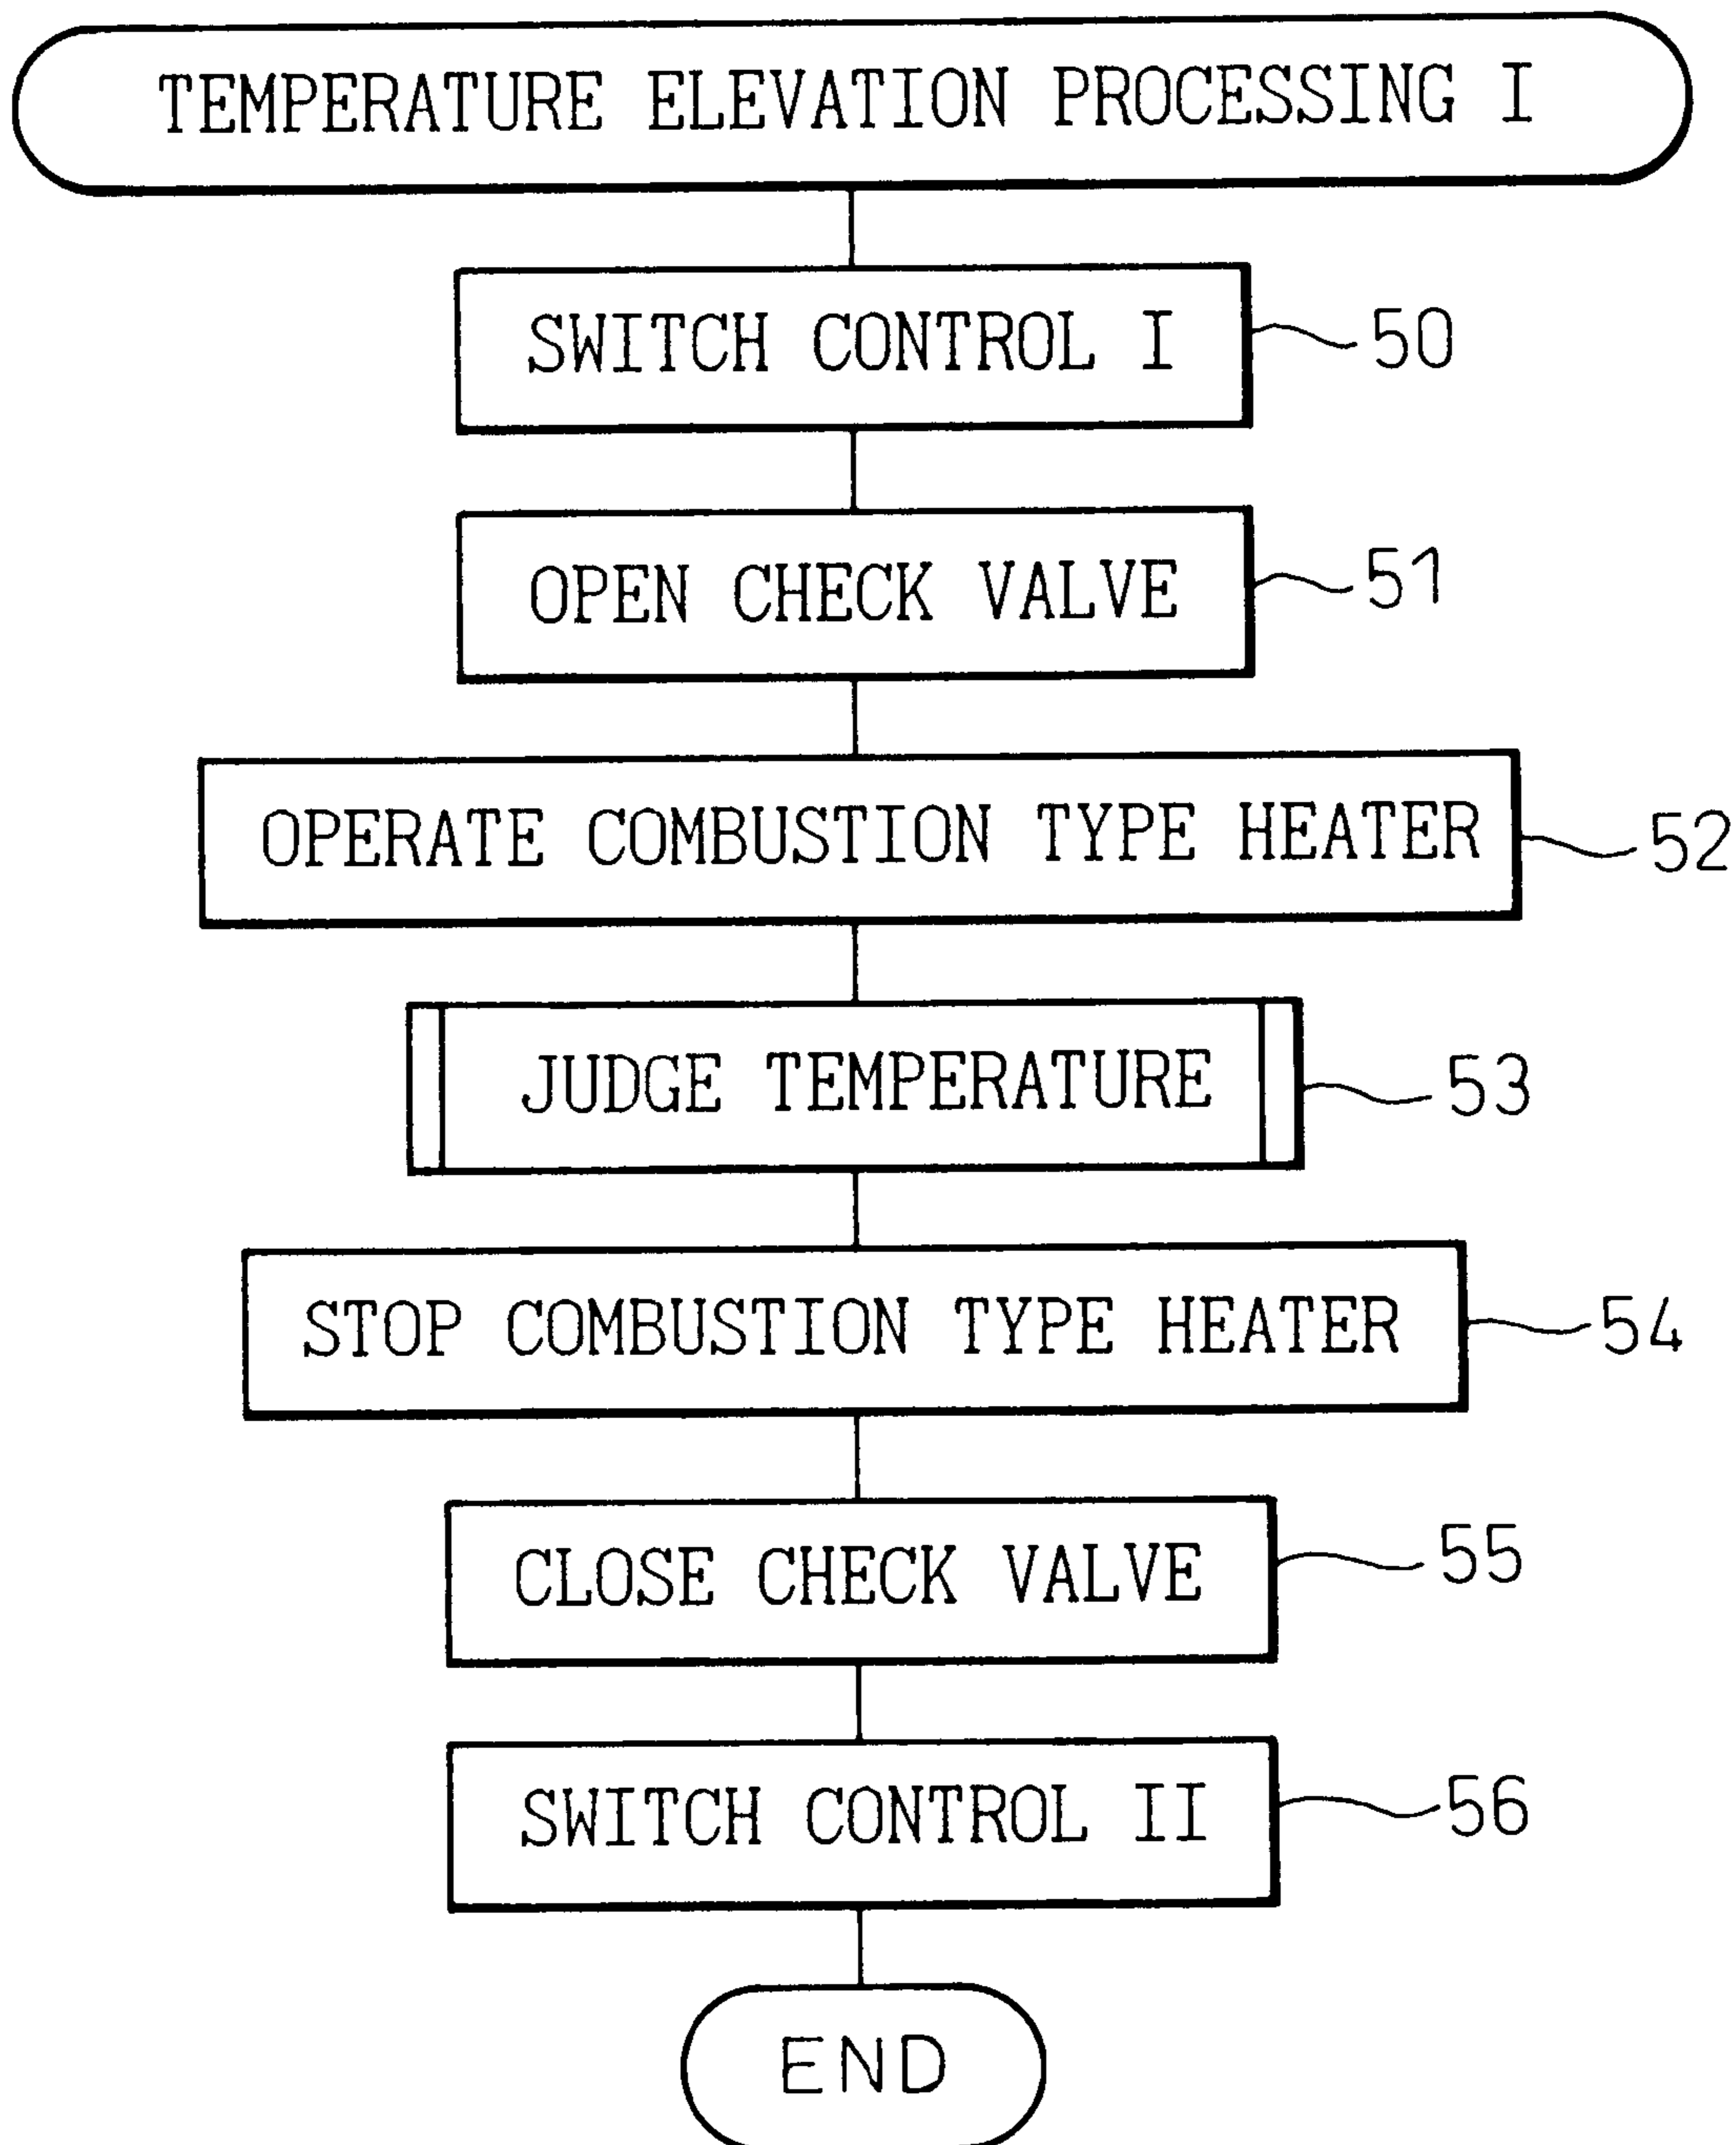 TEMPERATURE ELEVATION PROCESSING I
SWITCH CONTROL I
50
OPEN CHECK VALVE
51
OPERATE COMBUSTION TYPE HEATER
52
JUDGE TEMPERATURE
53
STOP COMBUSTION TYPE HEATER
54
CLOSE CHECK VALVE
55
SWITCH CONTROL II
56
END